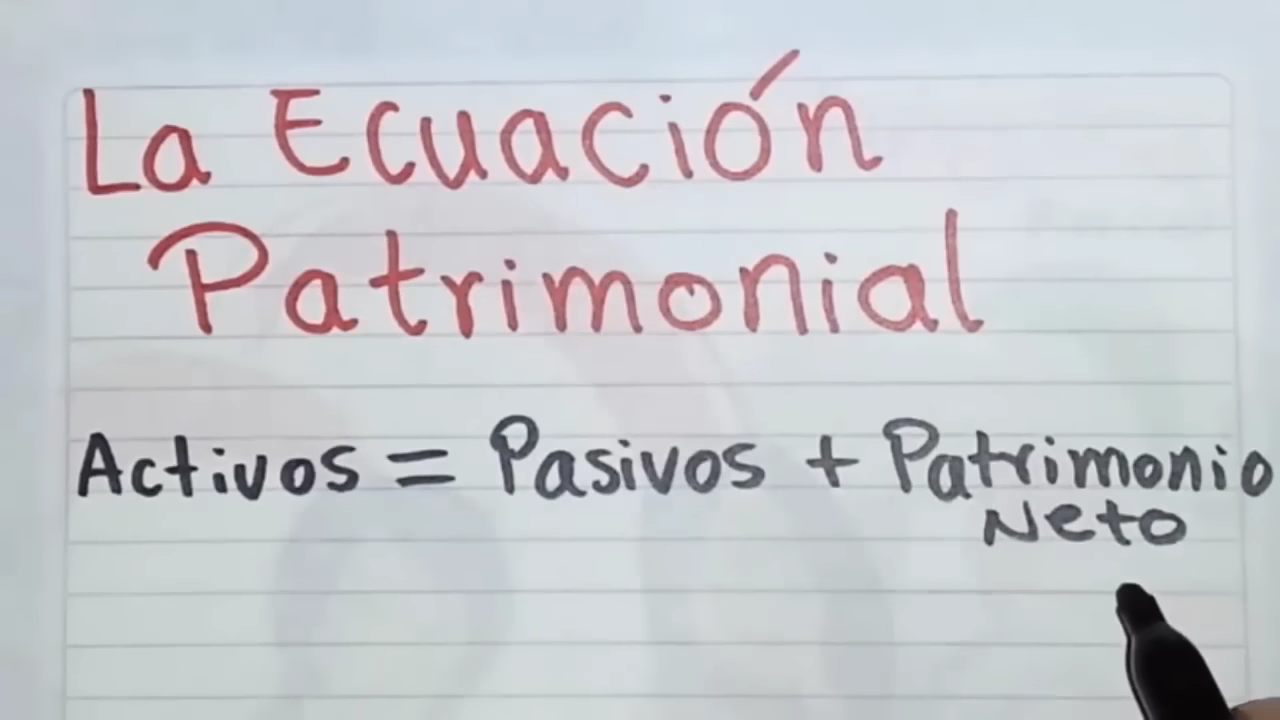 La Ecuación
Patrimonial
Activos = Pasivos + Patrimonio
Neto